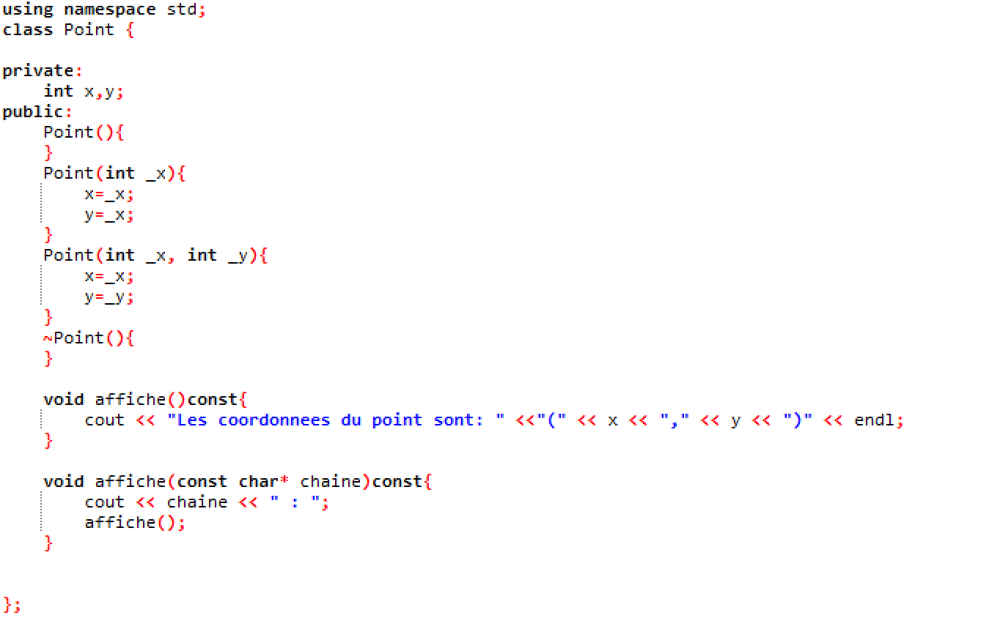 using namespace std;
class Point {
private:
int x,y;
public:
Point(){
}
Point(int _x){
x=_x;
y=_x;
}
Point(int _x, int _y){
x=_x;
y=_y;
}
~Point(){
}
void affiche()const{
cout << "Les coordonnees du point sont: " <<"(" << x << "," << y << ")" << endl;
}
void affiche(const char* chaine)const{
cout << chaine << " : ";
affiche();
}
};